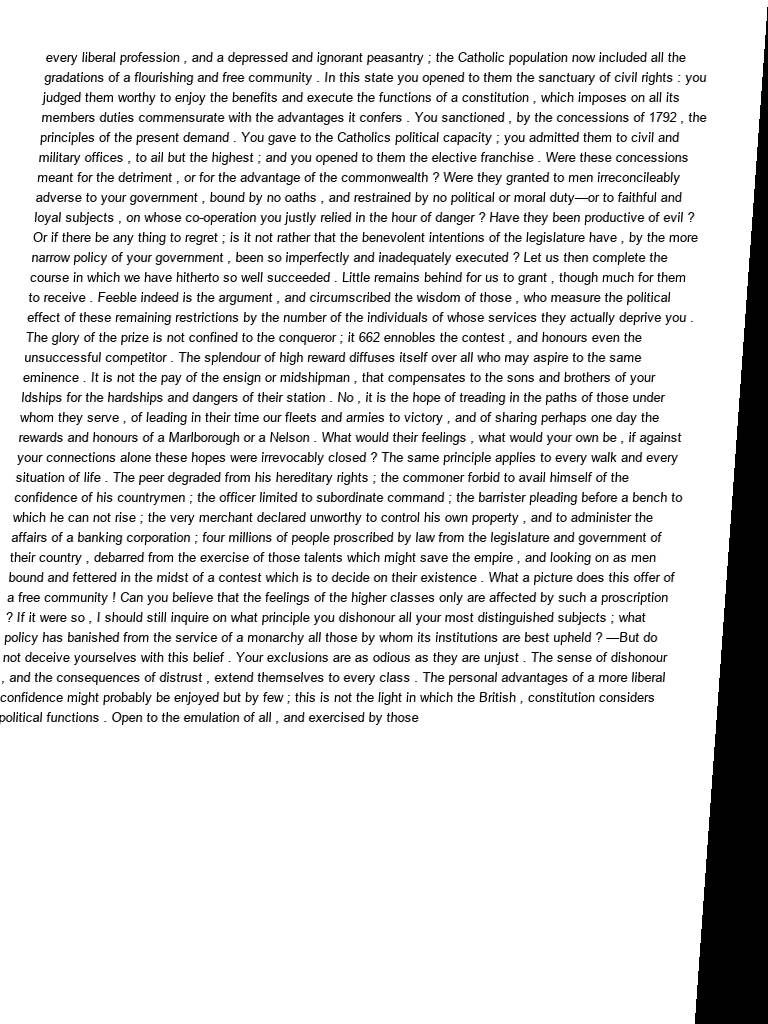 every liberal profession , and a depressed and ignorant peasantry ; the Catholic population now included all the
gradations of a flourishing and free community . In this state you opened to them the sanctuary of civil rights : you
judged them worthy to enjoy the benefits and execute the functions of a constitution , which imposes on all its
members duties commensurate with the advantages it confers . You sanctioned , by the concessions of 1792 , the
principles of the present demand . You gave to the Catholics political capacity ; you admitted them to civil and
military offices , to all but the highest ; and you opened to them the elective franchise . Were these concessions
meant for the detriment , or for the advantage of the commonwealth ? Were they granted to men irreconcileably
adverse to your government , bound by no oaths , and restrained by no political or moral duty—or to faithful and
loyal subjects , on whose co-operation you justly relied in the hour of danger ? Have they been productive of evil ?
Or if there be any thing to regret ; is it not rather that the benevolent intentions of the legislature have , by the more
narrow policy of your government , been so imperfectly and inadequately executed ? Let us then complete the
course in which we have hitherto so well succeeded . Little remains behind for us to grant , though much for them
to receive . Feeble indeed is the argument , and circumscribed the wisdom of those , who measure the political
effect of these remaining restrictions by the number of the individuals of whose services they actually deprive you .
The glory of the prize is not confined to the conqueror ; it 662 ennobles the contest , and honours even the
unsuccessful competitor . The splendour of high reward diffuses itself over all who may aspire to the same
eminence . It is not the pay of the ensign or midshipman , that compensates to the sons and brothers of your
ldships for the hardships and dangers of their station . No , it is the hope of treading in the paths of those under
whom they serve , of leading in their time our fleets and armies to victory , and of sharing perhaps one day the
rewards and honours of a Marlborough or a Nelson . What would their feelings , what would your own be , if against
your connections alone these hopes were irrevocably closed ? The same principle applies to every walk and every
situation of life . The peer degraded from his hereditary rights ; the commoner forbid to avail himself of the
confidence of his countrymen ; the officer limited to subordinate command ; the barrister pleading before a bench to
which he can not rise ; the very merchant declared unworthy to control his own property , and to administer the
affairs of a banking corporation ; four millions of people proscribed by law from the legislature and government of
their country , debarred from the exercise of those talents which might save the empire , and looking on as men
bound and fettered in the midst of a contest which is to decide on their existence . What a picture does this offer of
a free community ! Can you believe that the feelings of the higher classes only are affected by such a proscription
? If it were so , I should still inquire on what principle you dishonour all your most distinguished subjects ; what
policy has banished from the service of a monarchy all those by whom its institutions are best upheld ? —But do
not deceive yourselves with this belief . Your exclusions are as odious as they are unjust . The sense of dishonour
, and the consequences of distrust , extend themselves to every class . The personal advantages of a more liberal
confidence might probably be enjoyed but by few ; this is not the light in which the British , constitution considers
political functions . Open to the emulation of all , and exercised by those